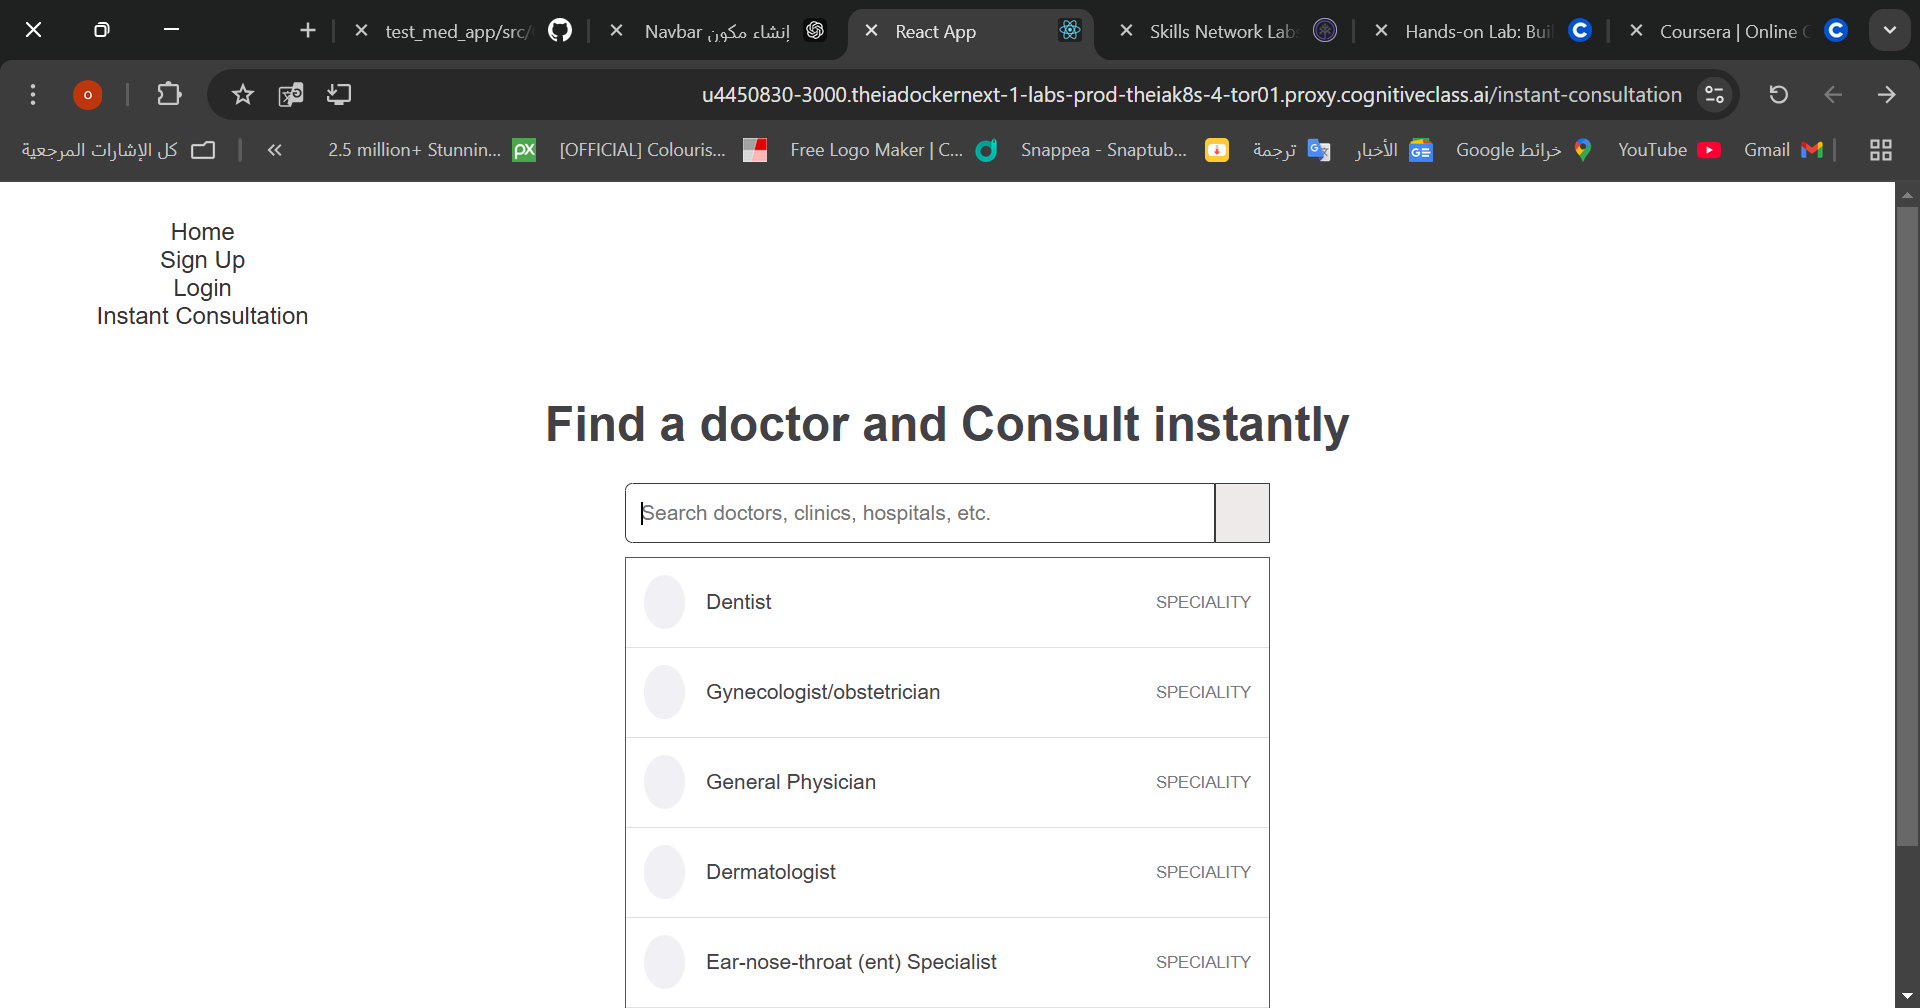 test_med_app/src/
إنشاء مكون Navbar
React App
Skills Network Labs
Hands-on Lab: Buil
Coursera | Online C
o
u4450830-3000.theiadockernext-1-labs-prod-theiak8s-4-tor01.proxy.cognitiveclass.ai/instant-consultation
كل الإشارات المرجعية
2.5 million+ Stunnin...
px
[OFFICIAL] Colouris...
Free Logo Maker | C...
Snappea - Snaptub...
ترجمة
الأخبار
خرائط Google
YouTube
Gmail
Home
Sign Up
Login
Instant Consultation
Find a doctor and Consult instantly
Search doctors, clinics, hospitals, etc.
Dentist SPECIALITY
Gynecologist/obstetrician SPECIALITY
General Physician SPECIALITY
Dermatologist SPECIALITY
Ear-nose-throat (ent) Specialist SPECIALITY